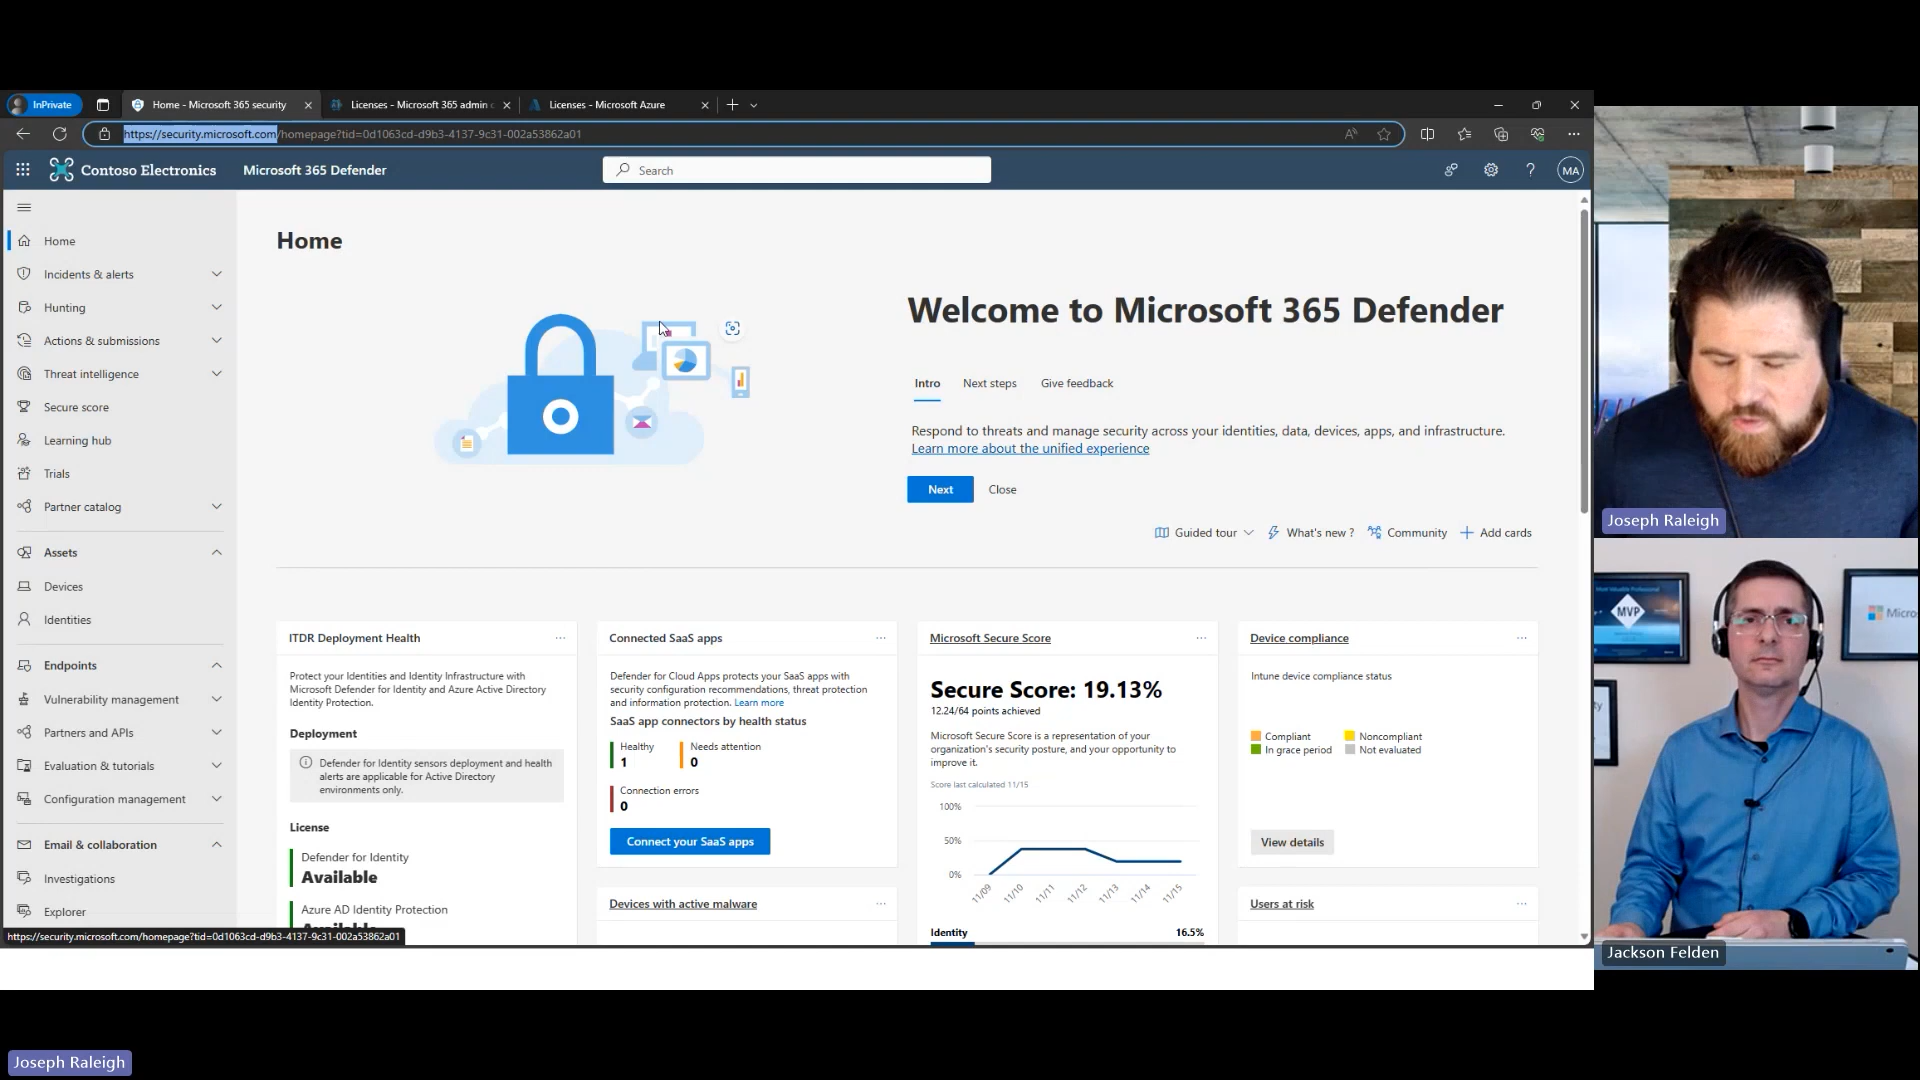 InPrivate
Home - Microsoft 365 security
Licenses - Microsoft 365 admin c
Licenses - Microsoft Azure
https://security.microsoft.com/homepage?tid=0d1063cd-d9b3-4137-9c31-002a53862a01
Contoso Electronics
Microsoft 365 Defender
Search
MA
Home
Incidents & alerts
Hunting
Actions & submissions
Threat intelligence
Secure score
Learning hub
Trials
Partner catalog
Assets
Devices
Identities
Endpoints
Vulnerability management
Partners and APIs
Evaluation & tutorials
Configuration management
Email & collaboration
Investigations
Explorer
https://security.microsoft.com/homepage?tid=0d1063cd-d9b3-4137-9c31-002a53862a01
Home
Welcome to Microsoft 365 Defender
Intro
Next steps
Give feedback
Respond to threats and manage security across your identities, data, devices, apps, and infrastructure.
Learn more about the unified experience
Next
Close
Guided tour
What's new ?
Community
Add cards
ITDR Deployment Health
Protect your Identities and Identity Infrastructure with
Microsoft Defender for Identity and Azure Active Directory
Identity Protection.
Deployment
Defender for Identity sensors deployment and health
alerts are applicable for Active Directory
environments only.
License
Defender for Identity
Available
Azure AD Identity Protection
Available
Connected SaaS apps
Defender for Cloud Apps protects your SaaS apps with
security configuration recommendations, threat protection
and information protection. Learn more
SaaS app connectors by health status
Healthy
1
Needs attention
0
Connection errors
0
Connect your SaaS apps
Devices with active malware
Microsoft Secure Score
Secure Score: 19.13%
12.24/64 points achieved
Microsoft Secure Score is a representation of your
organization's security posture, and your opportunity to
improve it.
Score last calculated 11/15
100%
50%
0%
11/09
11/10
11/11
11/12
11/13
11/14
11/15
Identity
16.5%
Device compliance
Intune device compliance status
Compliant
Noncompliant
In grace period
Not evaluated
View details
Users at risk
Joseph Raleigh
MVP
Micros
Jackson Felden
Joseph Raleigh